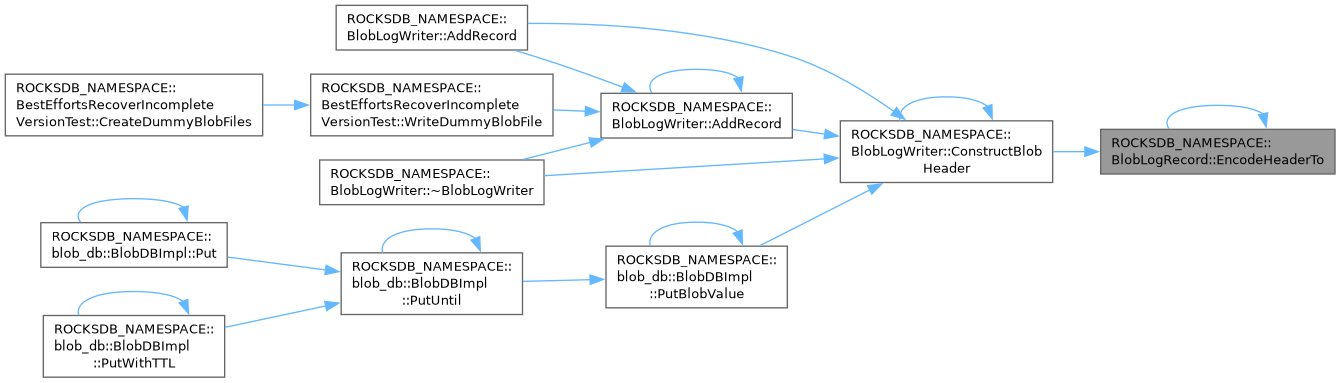 ROCKSDB_NAMESPACE::
BlobLogWriter::AddRecord
ROCKSDB_NAMESPACE::
BestEffortsRecoverIncomplete
VersionTest::CreateDummyBlobFiles
ROCKSDB_NAMESPACE::
BestEffortsRecoverIncomplete
VersionTest::WriteDummyBlobFile
ROCKSDB_NAMESPACE::
BlobLogWriter::AddRecord
ROCKSDB_NAMESPACE::
BlobLogWriter::ConstructBlob
Header
ROCKSDB_NAMESPACE::
BlobLogRecord::EncodeHeaderTo
ROCKSDB_NAMESPACE::
BlobLogWriter::~BlobLogWriter
ROCKSDB_NAMESPACE::
blob_db::BlobDBImpl::Put
ROCKSDB_NAMESPACE::
blob_db::BlobDBImpl
::PutUntil
ROCKSDB_NAMESPACE::
blob_db::BlobDBImpl
::PutBlobValue
ROCKSDB_NAMESPACE::
blob_db::BlobDBImpl
::PutWithTTL